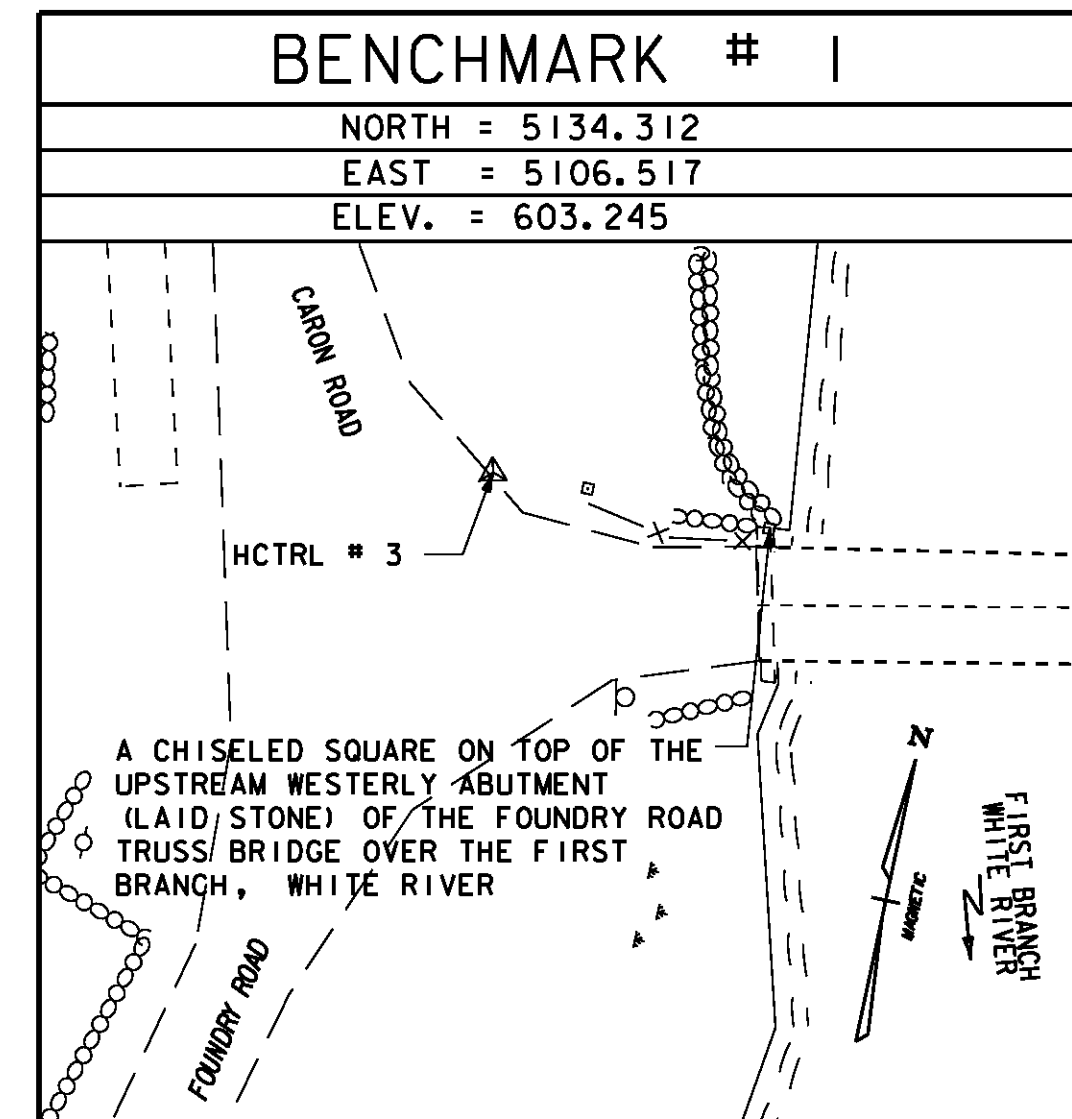 BENCHMARK # 1
NORTH = 5134.312
EAST = 5106.517
ELEV. = 603.245
CARON ROAD
HCTRL # 3
A CHISELED SQUARE ON TOP OF THE
UPSTREAM WESTERLY ABUTMENT
(LAID STONE) OF THE FOUNDRY ROAD
TRUSS BRIDGE OVER THE FIRST
BRANCH, WHITE RIVER
N
MAGNETIC
FIRST BRANCH
WHITE RIVER
FOUNDRY ROAD